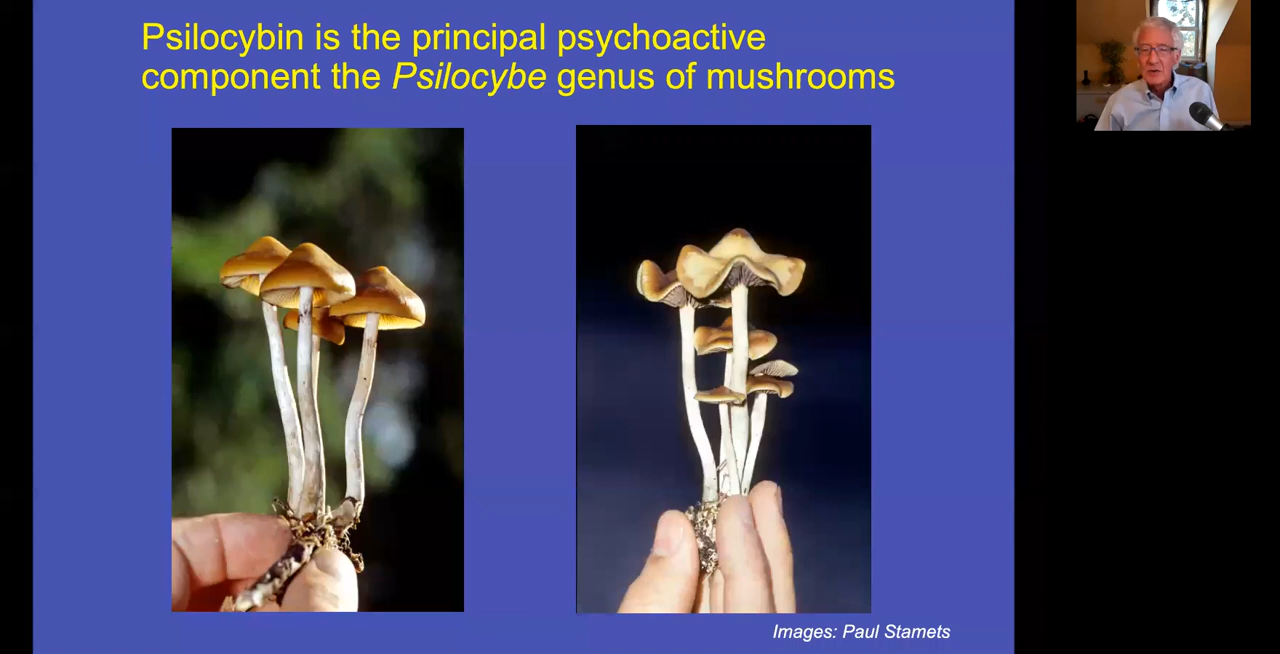 Psilocybin is the principal psychoactive
component the Psilocybe genus of mushrooms
Images: Paul Stamets